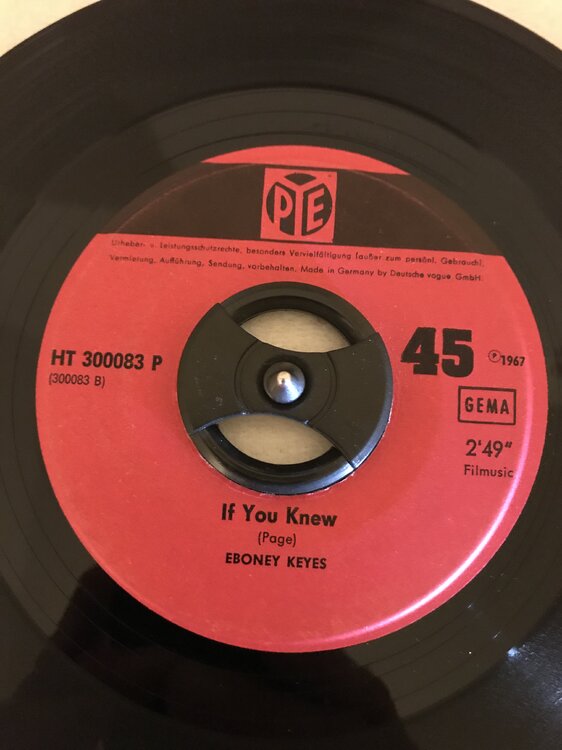 PYE
Urheber- u. Leistungsschutzrechte, besondere Vervielfältigung (außer zum persönl. Gebrauch),
Vermietung, Aufführung, Sendung, vorbehalten. Made in Germany by Deutsche vogue GmbH.
HT 300083 P
(300083 B)
45
℗1967
GEMA
2'49"
Filmusic
If You Knew
(Page)
EBONEY KEYES